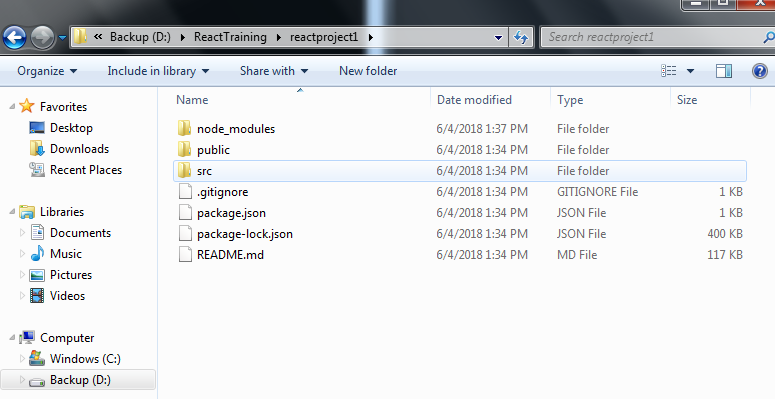 « Backup (D:) ▸ ReactTraining ▸ reactproject1 ▸ Search reactproject1
Organize ▾ Include in library ▾ Share with ▾ New folder
Name Date modified Type Size
Favorites
Desktop
Downloads
Recent Places
Libraries
Documents
Music
Pictures
Videos
Computer
Windows (C:)
Backup (D:)
node_modules 6/4/2018 1:37 PM File folder
public 6/4/2018 1:34 PM File folder
src 6/4/2018 1:34 PM File folder
.gitignore 6/4/2018 1:34 PM GITIGNORE File 1 KB
package.json 6/4/2018 1:34 PM JSON File 1 KB
package-lock.json 6/4/2018 1:34 PM JSON File 400 KB
README.md 6/4/2018 1:34 PM MD File 117 KB